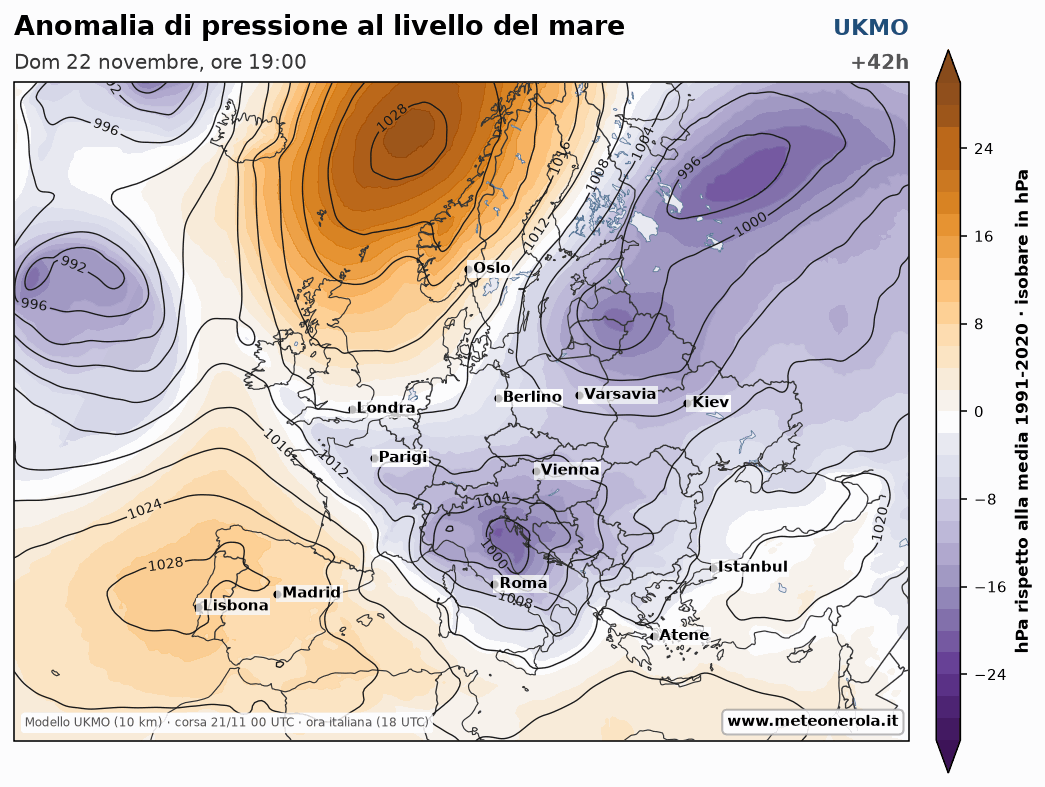 Anomalia di pressione al livello del mare
UKMO
Dom 22 novembre, ore 19:00
+42h
996
1028
1016
1004
1008
996
1000
1012
992
996
Oslo
24
16
8
0
−8
−16
−24
hPa rispetto alla media 1991-2020 · isobare in hPa
Londra
Berlino
Varsavia
Kiev
1016
1012
Parigi
Vienna
1004
1024
1020
1000
1028
Istanbul
Roma
Madrid
1008
Lisbona
Atene
Modello UKMO (10 km) · corsa 21/11 00 UTC · ora italiana (18 UTC)
www.meteonerola.it